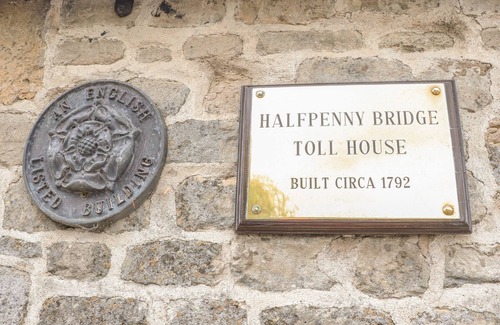 AN ENGLISH
LISTED BUILDING
HALFPENNY BRIDGE
TOLL HOUSE
BUILT CIRCA 1792